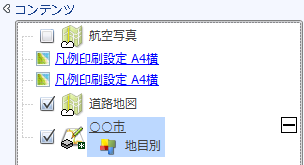 コンテンツ
航空写真
凡例印刷設定 A4横
凡例印刷設定 A4横
道路地図
○○市
地目別